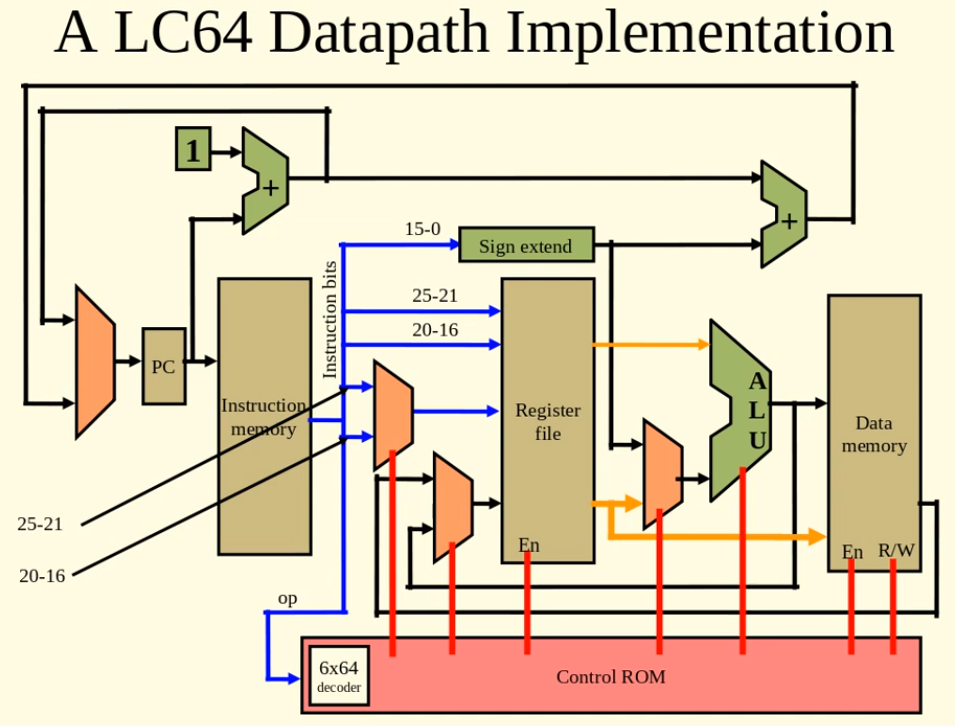 A LC64 Datapath Implementation
1
+
+
15-0
Sign extend
Instruction bits
25-21
20-16
PC
Instruction
memory
Register
file
En
A
L
U
Data
memory
En
R/W
25-21
20-16
op
6x64
decoder
Control ROM